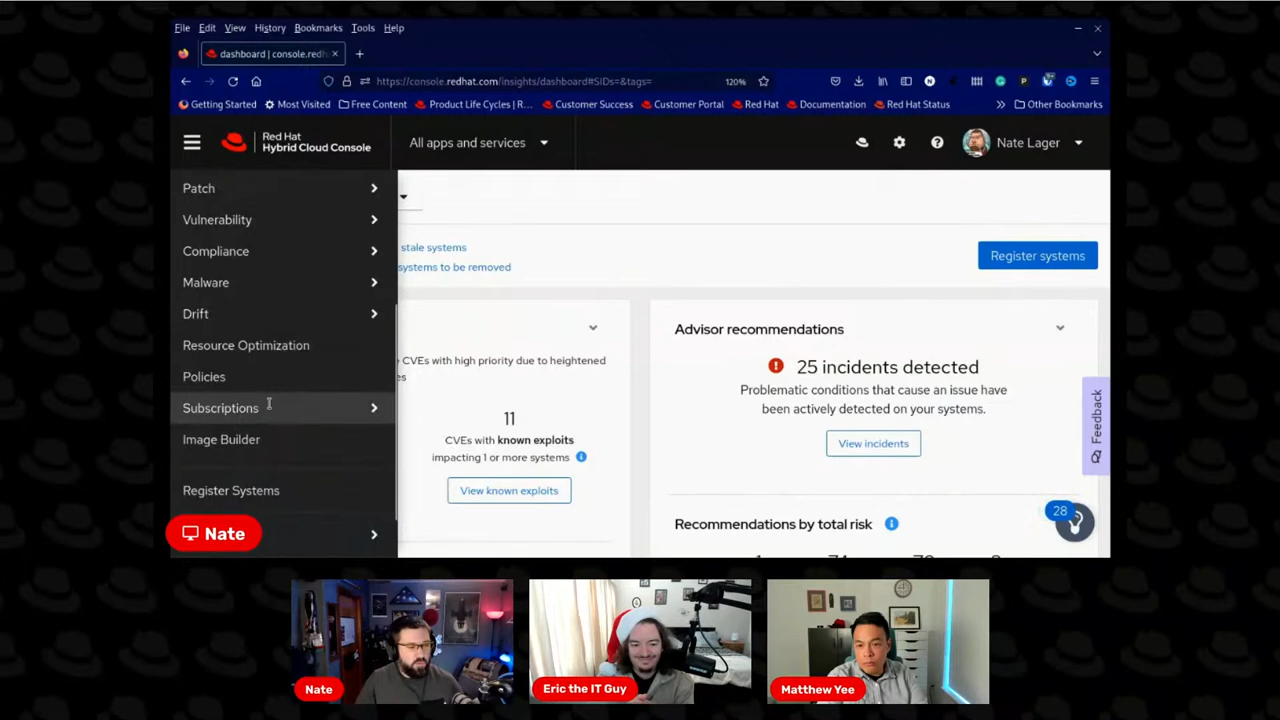 File Edit View History Bookmarks Tools Help
dashboard | console.redh
https://console.redhat.com/insights/dashboard#SIDs=&tags= 120%
Getting Started Most Visited Free Content Product Life Cycles | R... Customer Success Customer Portal Red Hat Documentation Red Hat Status Other Bookmarks
Red Hat
Hybrid Cloud Console
All apps and services
Nate Lager
Patch
Vulnerability
Compliance
Malware
Drift
Resource Optimization
Policies
Subscriptions
Image Builder
Register Systems
Nate
stale systems
systems to be removed
Register systems
CVEs with high priority due to heightened
11
CVEs with known exploits
impacting 1 or more systems
View known exploits
Advisor recommendations
25 incidents detected
Problematic conditions that cause an issue have
been actively detected on your systems.
View incidents
Recommendations by total risk
Feedback
28
Nate
Eric the IT Guy
Matthew Yee